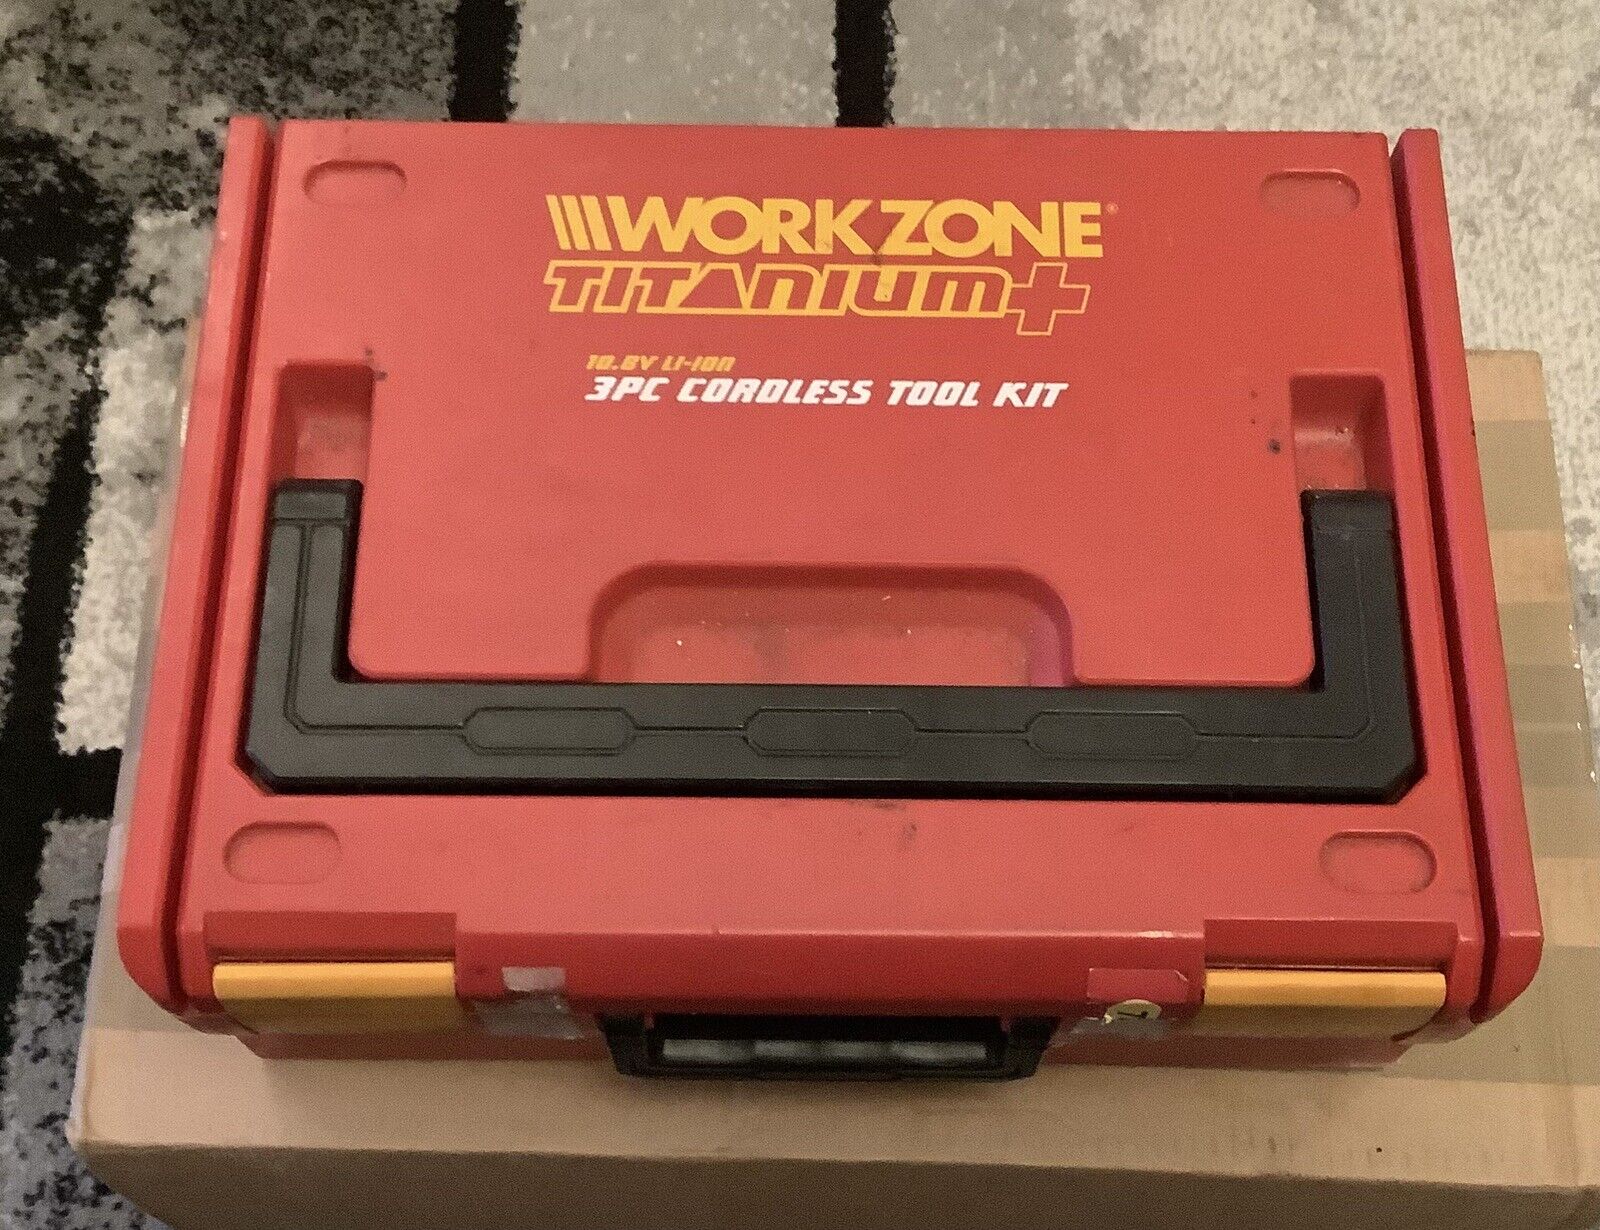 WORKZONE®
TITANIUM+
10.8V LI-ION
3PC CORDLESS TOOL KIT